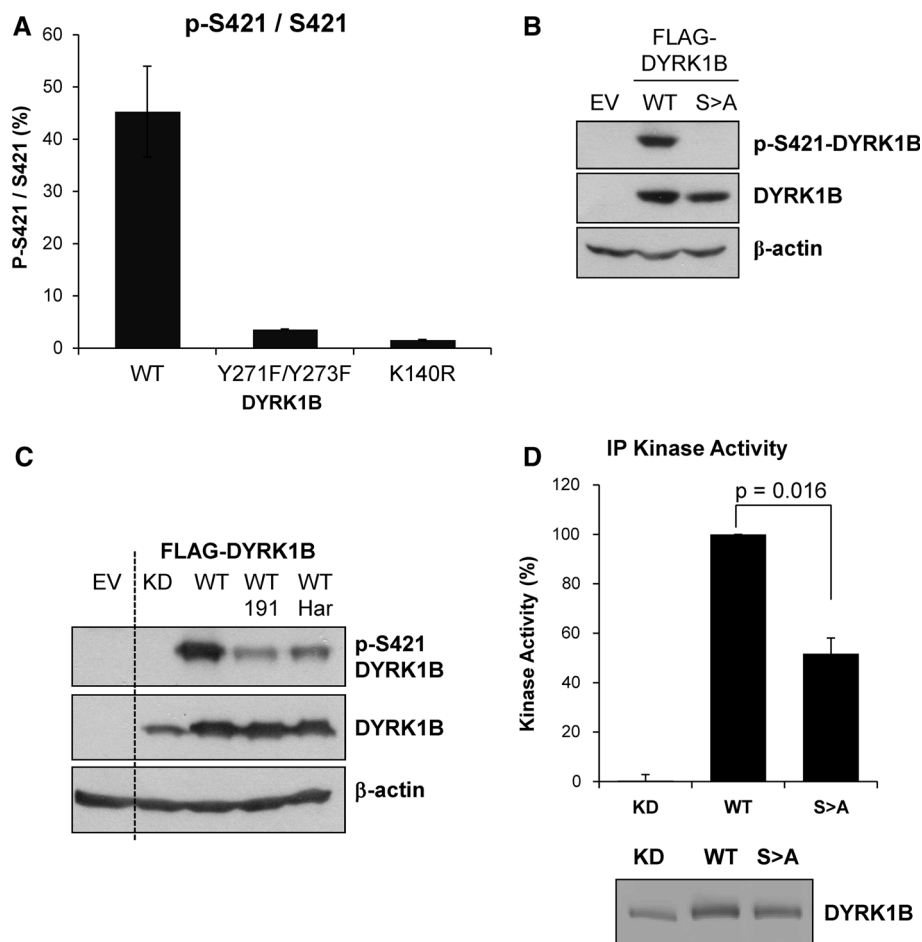 A
p-S421 / S421
P-S421 / S421 (%)
60
50
40
30
20
10
0
WT
Y271F/Y273F
K140R
DYRK1B
B
FLAG-
DYRK1B
EV WT S>A
p-S421-DYRK1B
DYRK1B
β-actin
C
FLAG-DYRK1B
EV KD WT WT WT
191 Har
p-S421
DYRK1B
DYRK1B
β-actin
D
IP Kinase Activity
Kinase Activity (%)
120
100
80
60
40
20
0
p = 0.016
KD WT S>A
KD WT S>A
DYRK1B